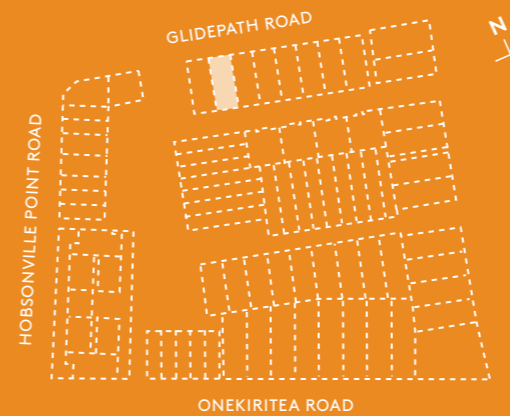 GLIDEPATH ROAD
N
HOBSONVILLE POINT ROAD
ONEKIRITEA ROAD